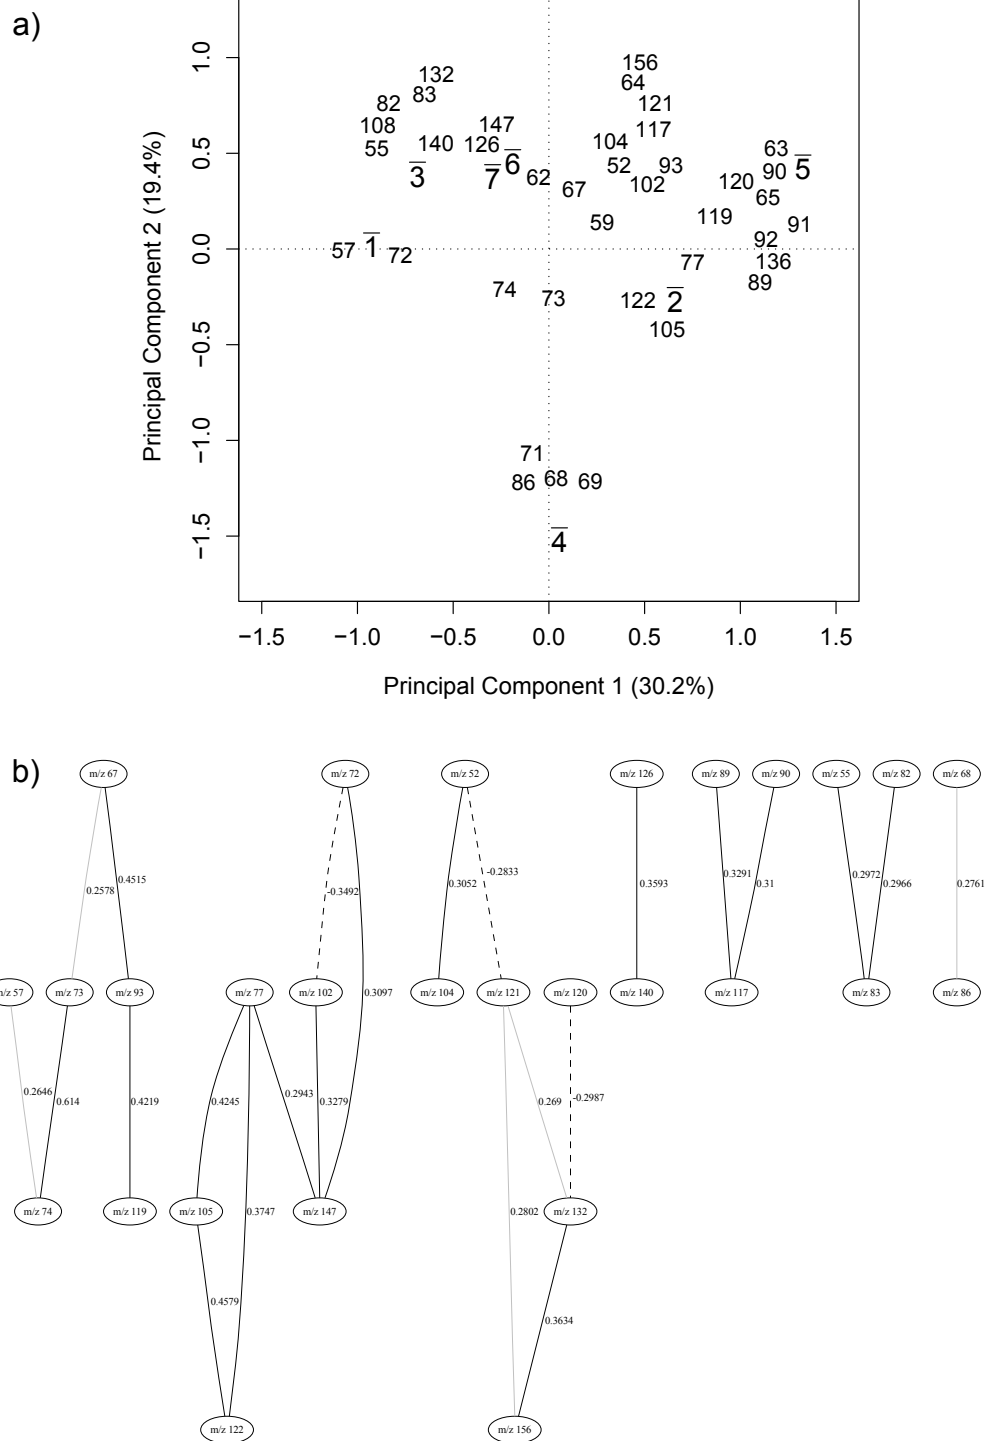 a)
Principal Component 2 (19.4%)
1.0
0.5
0.0
−0.5
−1.0
−1.5
156
132
64
83
82
121
147
108
117
104
140
126
55
63
6
5
52
93
3
7
90
62
120
102
67
65
119
59
91
92
1
57
72
77
136
89
74
73
122
2
105
71
68
86
69
4
−1.5
−1.0
−0.5
0.0
0.5
1.0
1.5
Principal Component 1 (30.2%)
b)
m/z 67
m/z 72
m/z 52
m/z 126
m/z 89
m/z 90
m/z 55
m/z 82
m/z 68
0.2578
0.4515
-0.3492
0.3052
-0.2833
0.3593
0.3291
0.31
0.2972
0.2966
0.2761
m/z 57
m/z 73
m/z 93
m/z 77
m/z 102
0.3097
m/z 104
m/z 121
m/z 120
m/z 140
m/z 117
m/z 83
m/z 86
0.2646
0.614
0.4219
0.4245
0.2943
0.3279
0.269
-0.2987
m/z 74
m/z 119
m/z 105
0.3747
m/z 147
0.2802
m/z 132
0.4579
0.3634
m/z 122
m/z 156